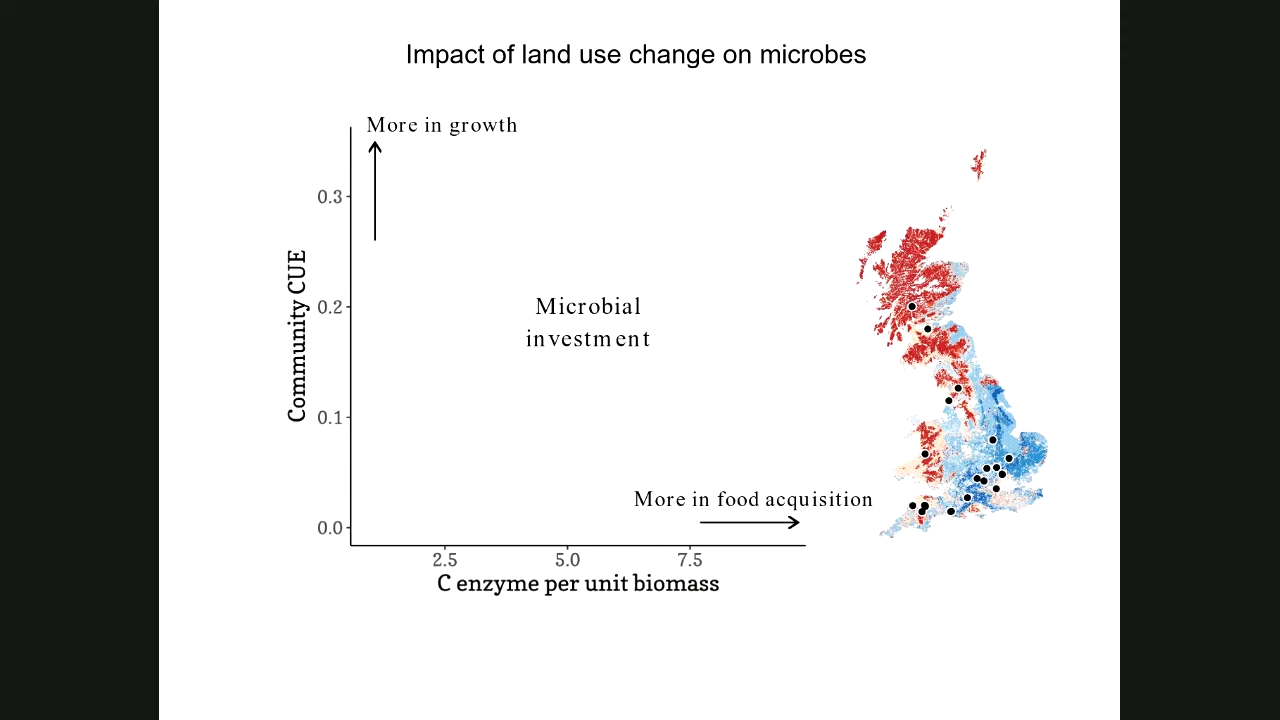 Impact of land use change on microbes
More in growth
0.3
0.2
0.1
0.0
Community CUE
Microbial
investment
More in food acquisition
2.5 5.0 7.5
C enzyme per unit biomass